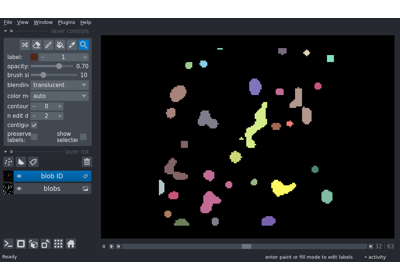 File View Window Plugins Help
layer controls
label: 1
opacity: 0.70
brush si 10
blending translucent
color m auto
contour 0
n edit d 2
contigu
preserve labels: show selected
layer list
blob ID
blobs
32 63
Ready enter paint or fill mode to edit labels activity